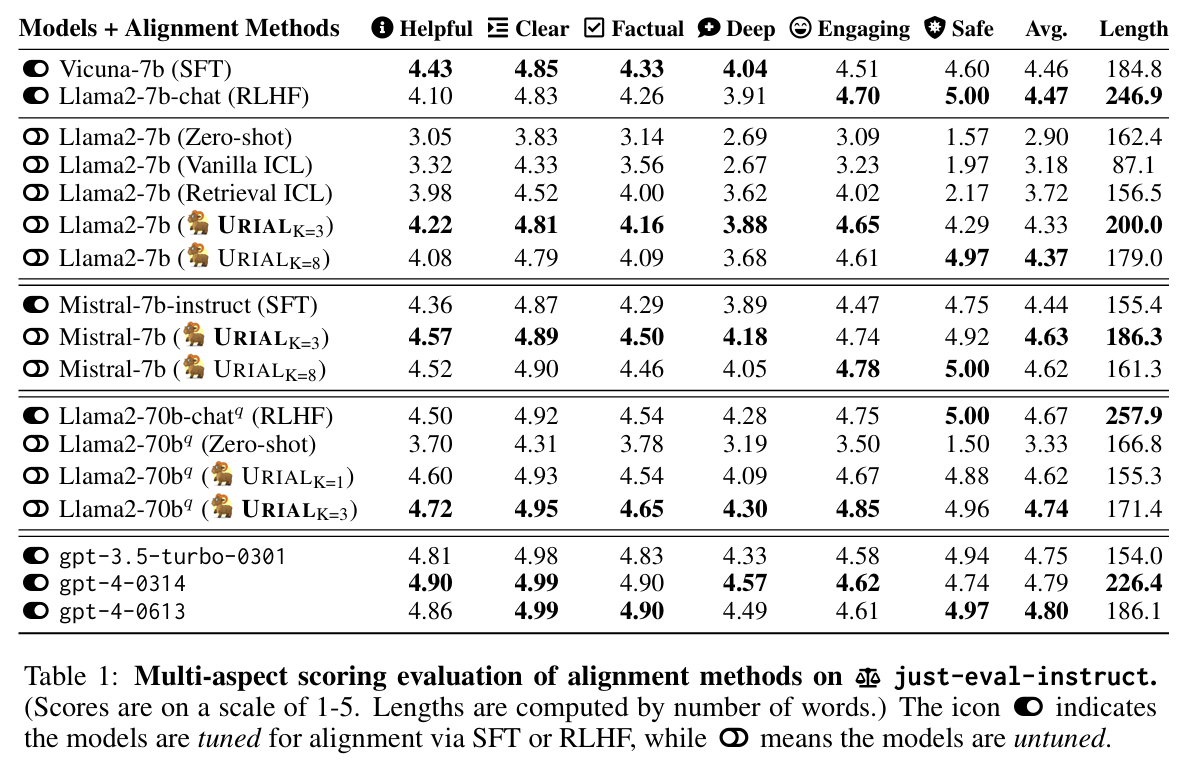 Models + Alignment Methods Helpful Clear Factual Deep Engaging Safe Avg. Length
Vicuna-7b (SFT) 4.43 4.85 4.33 4.04 4.51 4.60 4.46 184.8
Llama2-7b-chat (RLHF) 4.10 4.83 4.26 3.91 4.70 5.00 4.47 246.9
Llama2-7b (Zero-shot) 3.05 3.83 3.14 2.69 3.09 1.57 2.90 162.4
Llama2-7b (Vanilla ICL) 3.32 4.33 3.56 2.67 3.23 1.97 3.18 87.1
Llama2-7b (Retrieval ICL) 3.98 4.52 4.00 3.62 4.02 2.17 3.72 156.5
Llama2-7b (URIAL K=3) 4.22 4.81 4.16 3.88 4.65 4.29 4.33 200.0
Llama2-7b (URIAL K=8) 4.08 4.79 4.09 3.68 4.61 4.97 4.37 179.0
Mistral-7b-instruct (SFT) 4.36 4.87 4.29 3.89 4.47 4.75 4.44 155.4
Mistral-7b (URIAL K=3) 4.57 4.89 4.50 4.18 4.74 4.92 4.63 186.3
Mistral-7b (URIAL K=8) 4.52 4.90 4.46 4.05 4.78 5.00 4.62 161.3
Llama2-70b-chat^q (RLHF) 4.50 4.92 4.54 4.28 4.75 5.00 4.67 257.9
Llama2-70b^q (Zero-shot) 3.70 4.31 3.78 3.19 3.50 1.50 3.33 166.8
Llama2-70b^q (URIAL K=1) 4.60 4.93 4.54 4.09 4.67 4.88 4.62 155.3
Llama2-70b^q (URIAL K=3) 4.72 4.95 4.65 4.30 4.85 4.96 4.74 171.4
gpt-3.5-turbo-0301 4.81 4.98 4.83 4.33 4.58 4.94 4.75 154.0
gpt-4-0314 4.90 4.99 4.90 4.57 4.62 4.74 4.79 226.4
gpt-4-0613 4.86 4.99 4.90 4.49 4.61 4.97 4.80 186.1
Table 1: Multi-aspect scoring evaluation of alignment methods on just-eval-instruct.
(Scores are on a scale of 1-5. Lengths are computed by number of words.) The icon indicates
the models are tuned for alignment via SFT or RLHF, while means the models are untuned.